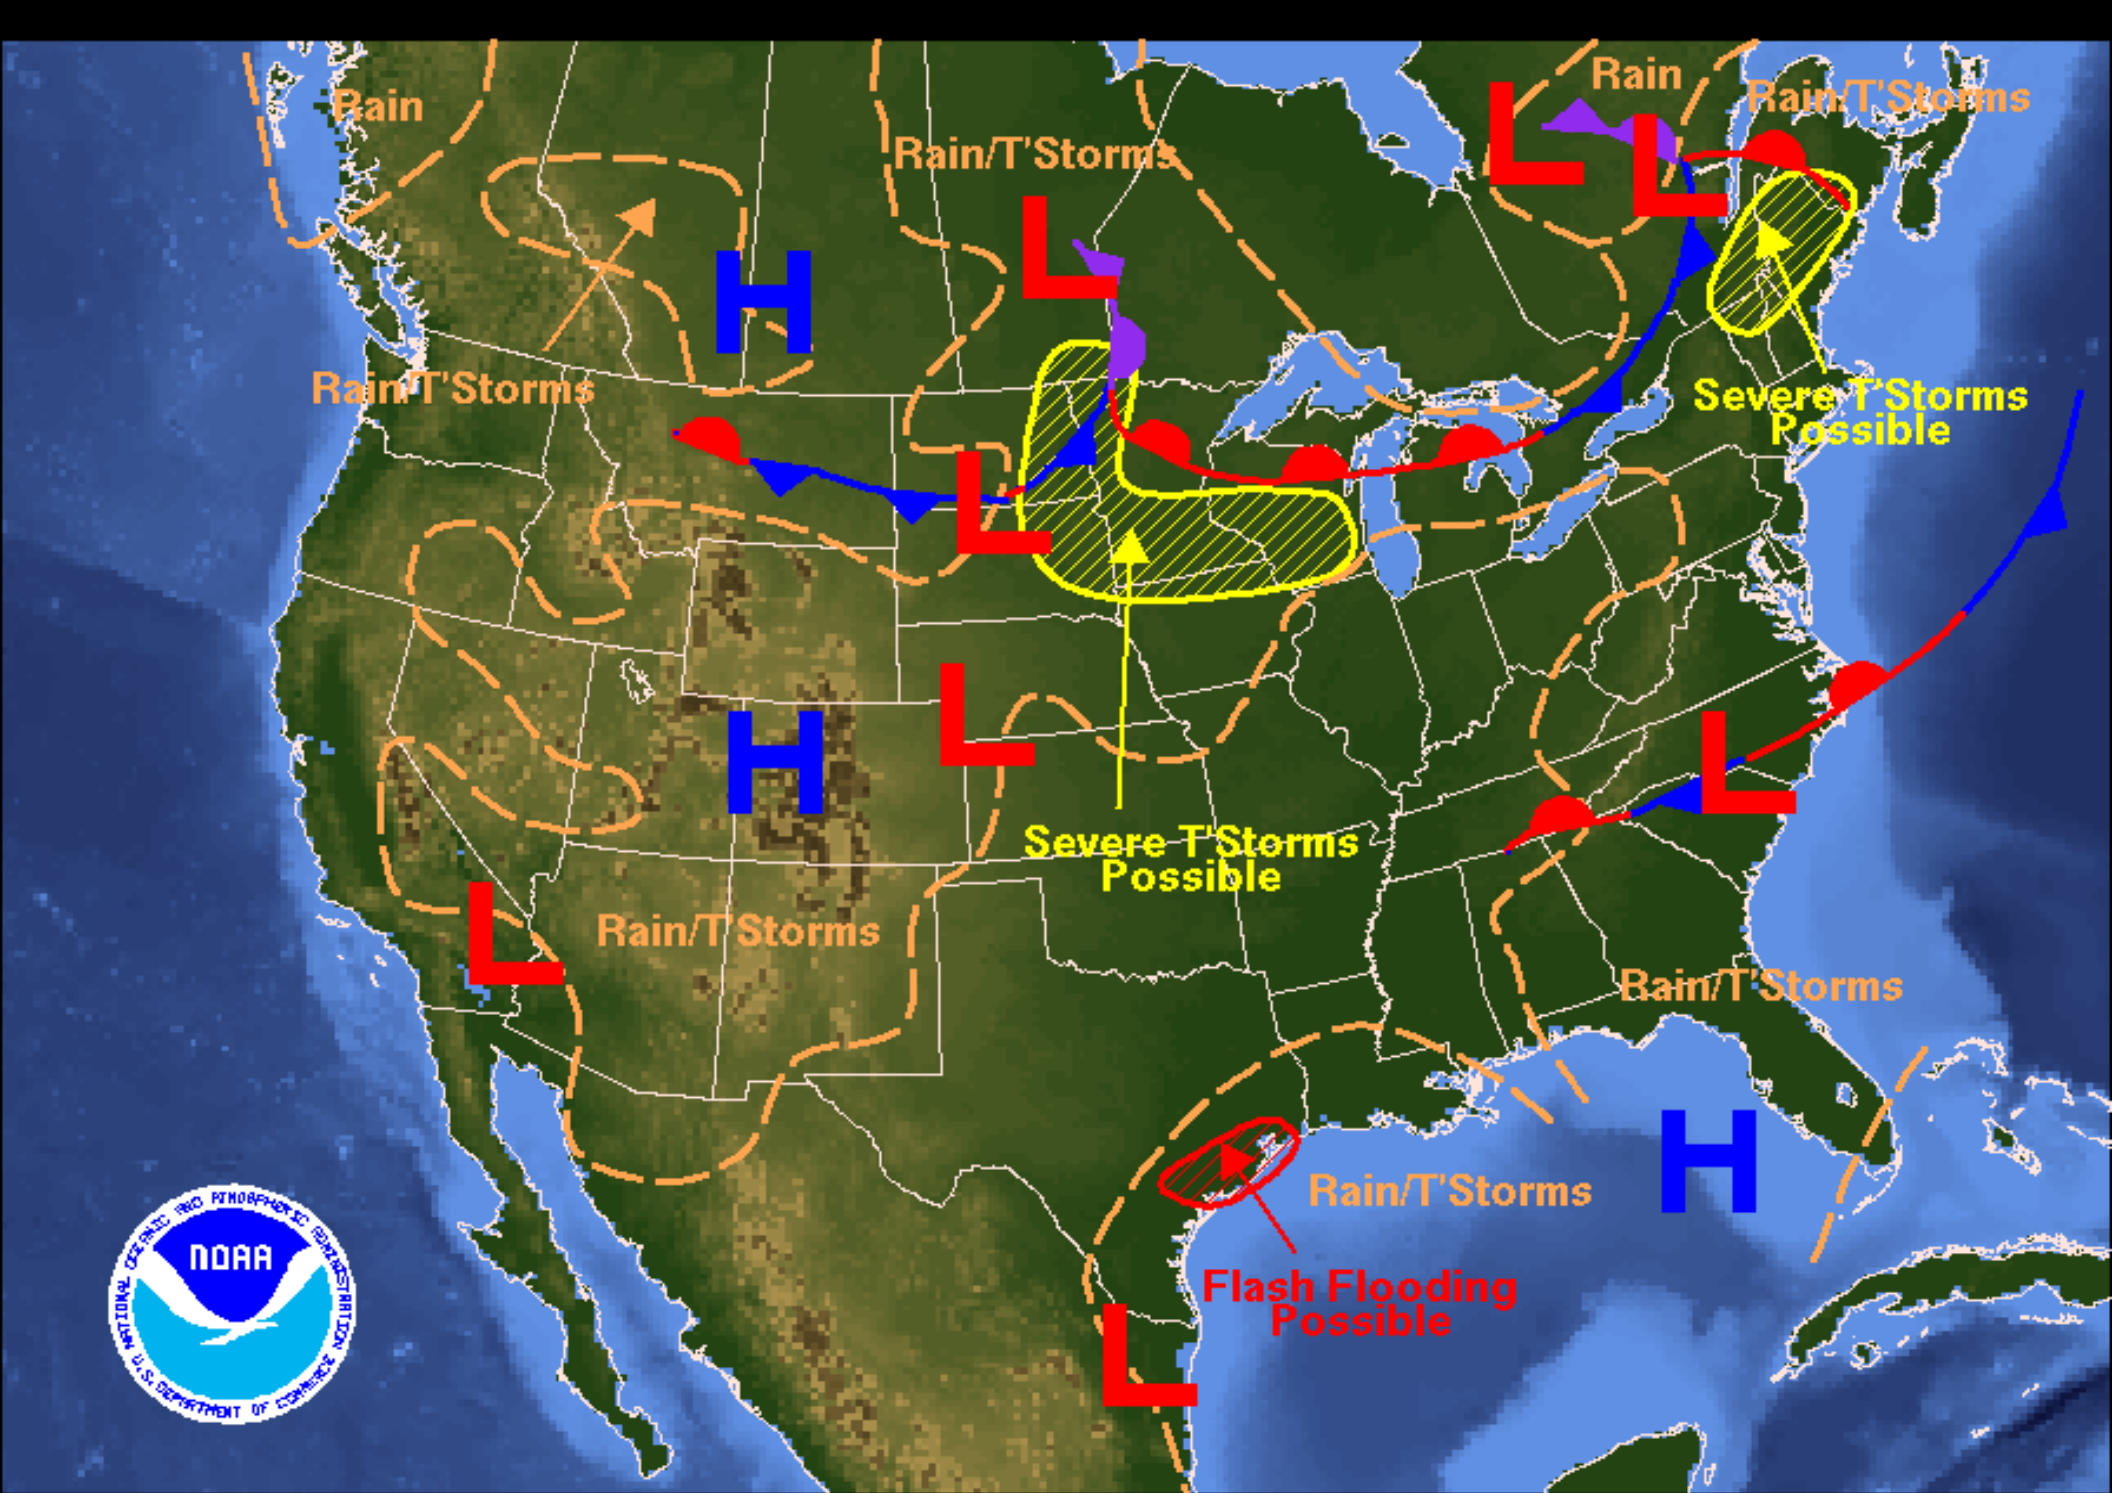 Rain
Rain
Rain/T'Storms
Rain/T'Storms
L
L
L
H
Rain/T'Storms
Severe T'Storms
Possible
L
L
H
L
Severe T'Storms
Possible
L
Rain/T'Storms
Rain/T'Storms
H
Rain/T'Storms
Flash Flooding
Possible
L
NATIONAL OCEANIC AND ATMOSPHERIC ADMINISTRATION
NOAA
U.S. DEPARTMENT OF COMMERCE